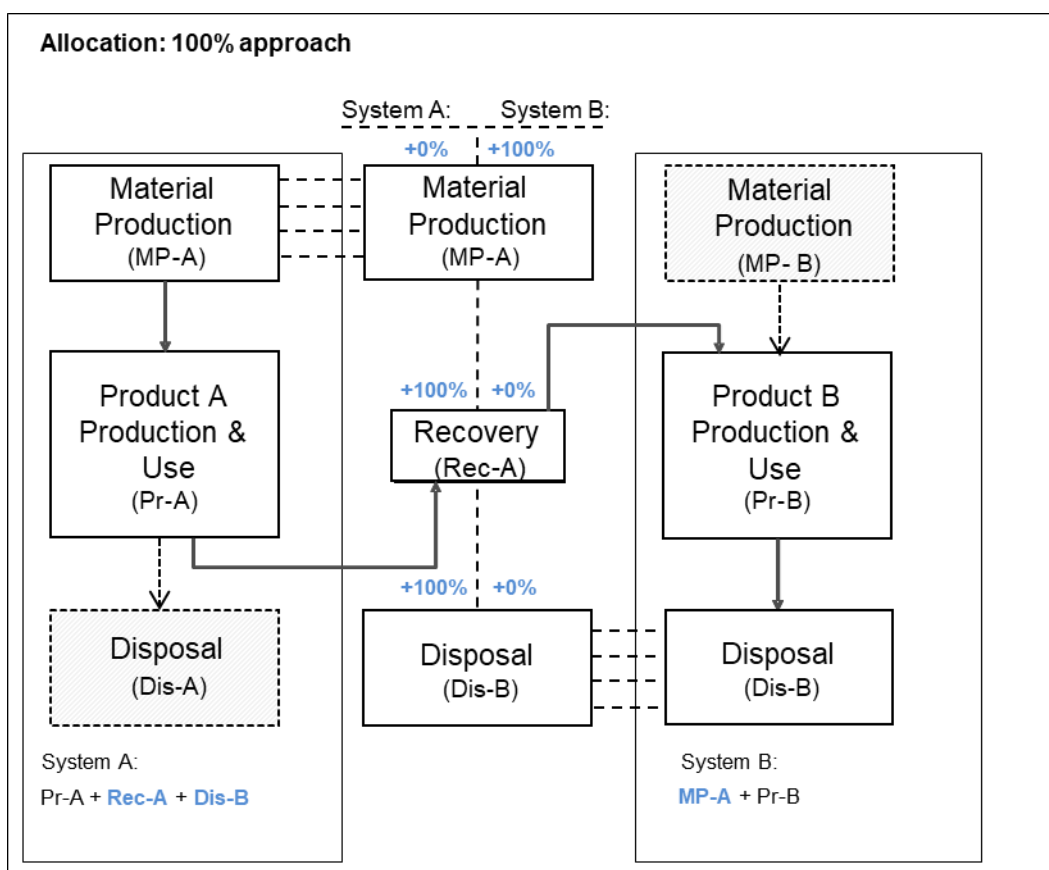 Allocation: 100% approach
System A: System B:
+0% +100%
Material
Production
(MP-A)
Material
Production
(MP-A)
Material
Production
(MP- B)
Product A
Production &
Use
(Pr-A)
+100% +0%
Recovery
(Rec-A)
Product B
Production &
Use
(Pr-B)
+100% +0%
Disposal
(Dis-A)
Disposal
(Dis-B)
Disposal
(Dis-B)
System A:
Pr-A + Rec-A + Dis-B
System B:
MP-A + Pr-B